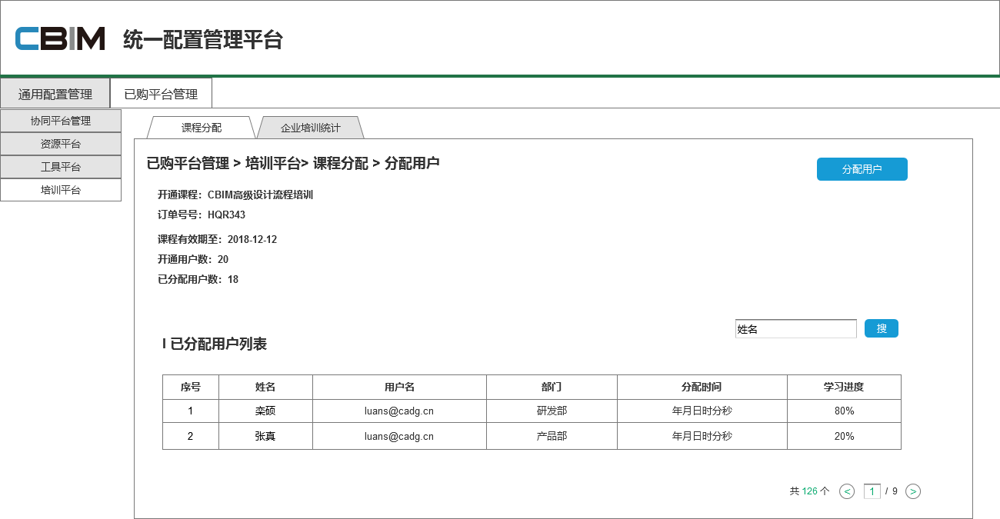 CBIM 统一配置管理平台
通用配置管理 已购平台管理
协同平台管理
资源平台
工具平台
培训平台
课程分配 企业培训统计
已购平台管理 > 培训平台> 课程分配 > 分配用户
分配用户
开通课程：CBIM高级设计流程培训
订单号号：HQR343
课程有效期至：2018-12-12
开通用户数：20
已分配用户数：18
姓名 搜
I 已分配用户列表
序号 姓名 用户名 部门 分配时间 学习进度
1 栾硕 luans@cadg.cn 研发部 年月日时分秒 80%
2 张真 luans@cadg.cn 产品部 年月日时分秒 20%
共 126 个 < 1 / 9 >